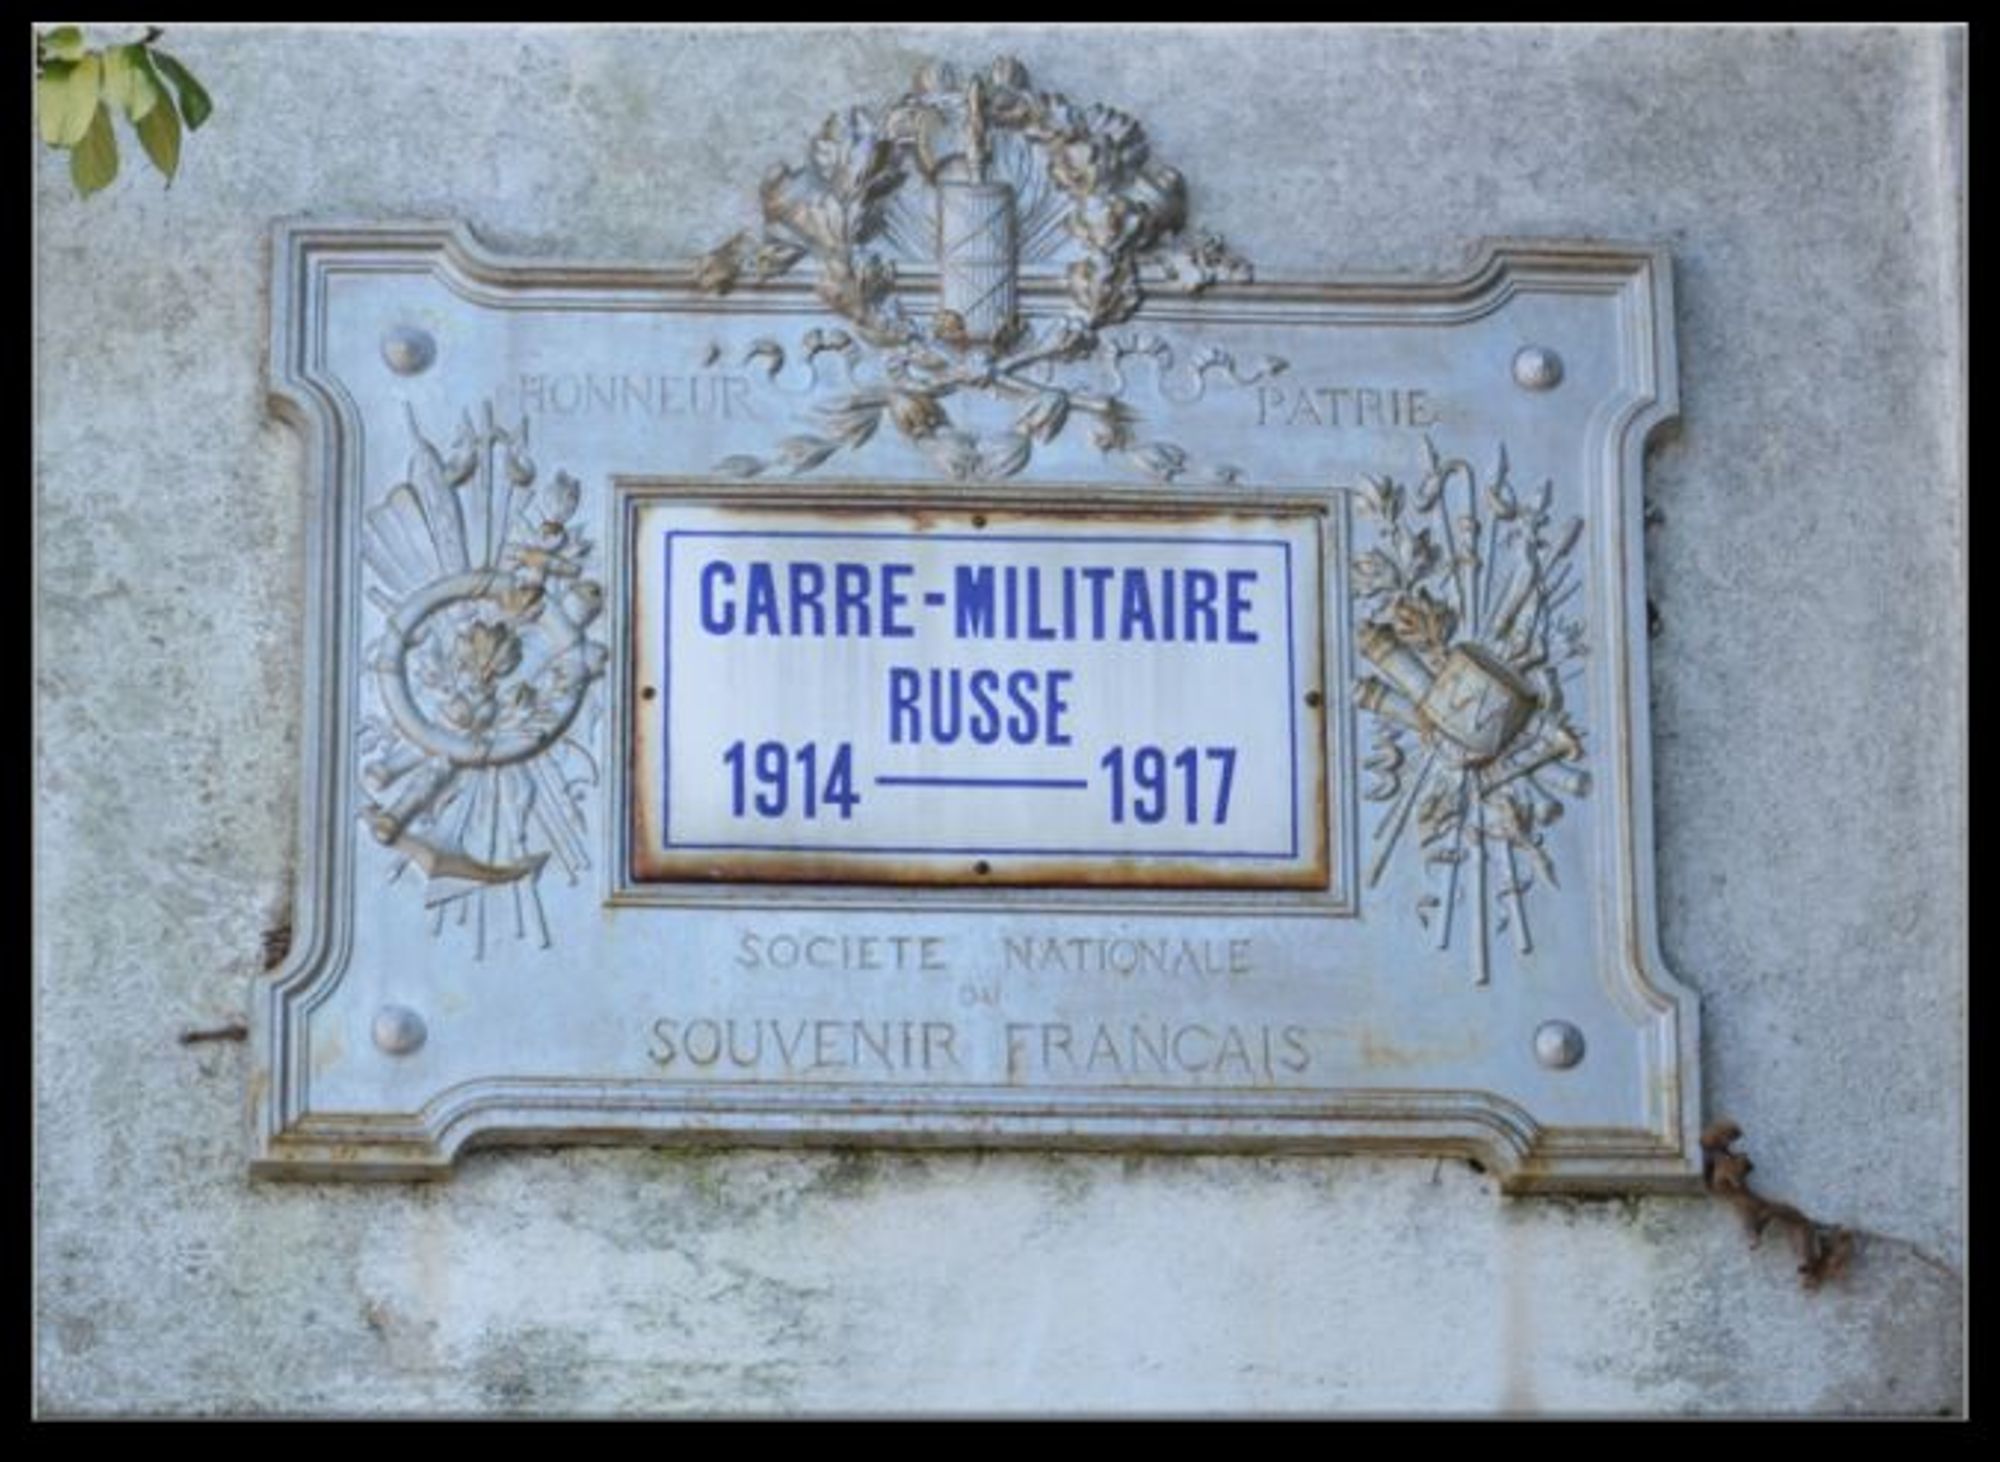 HONNEUR PATRIE
CARRE-MILITAIRE
RUSSE
1914 — 1917
SOCIETE NATIONALE
DU
SOUVENIR FRANCAIS